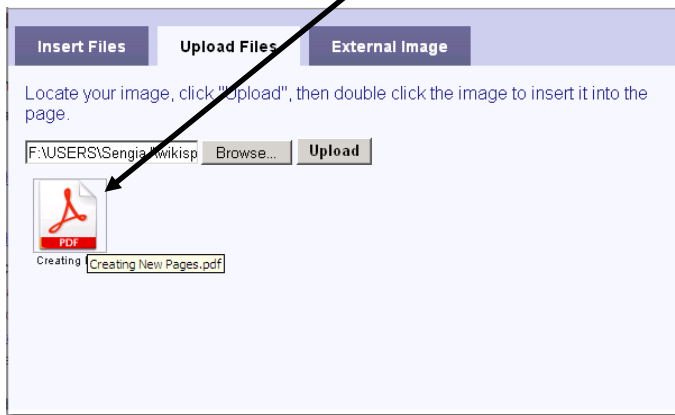 Insert Files Upload Files External Image
Locate your image, click "Upload", then double click the image to insert it into the
page.
F:\USERS\Sengia Browse... Upload
PDF
Creating
Creating New Pages.pdf